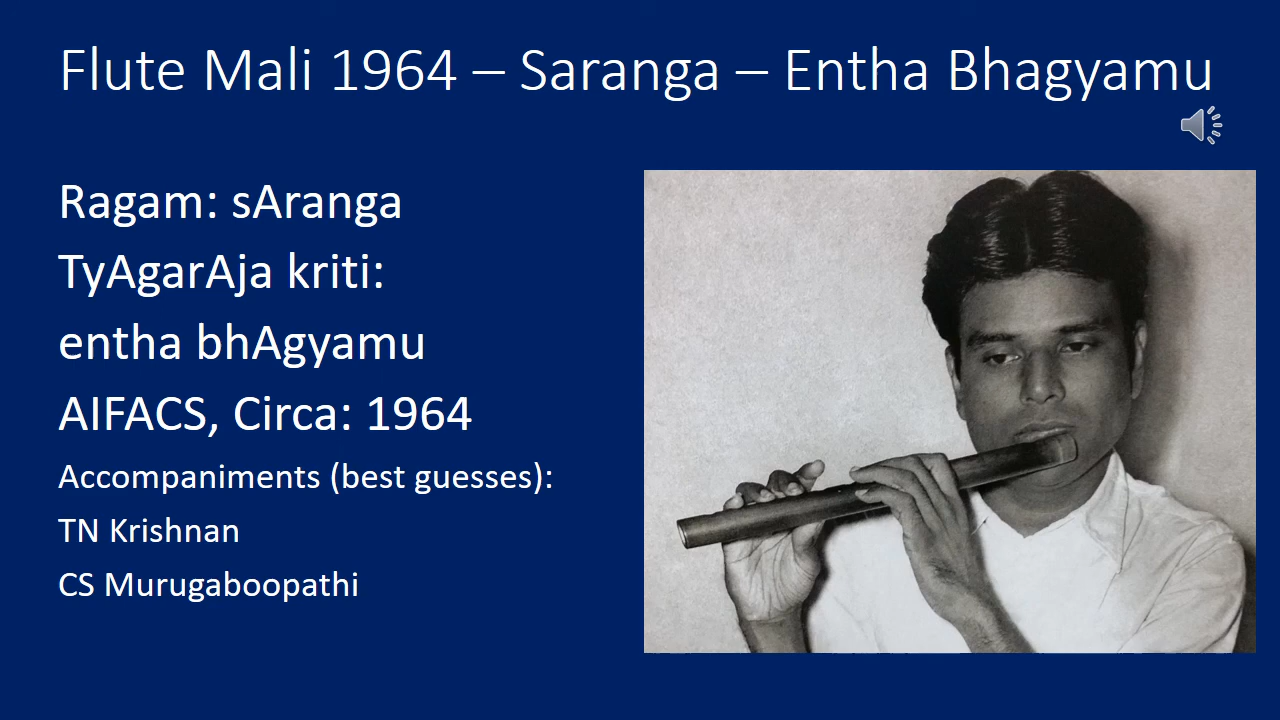 Flute Mali 1964 – Saranga – Entha Bhagyamu
Ragam: sAranga
TyAgarAja kriti:
entha bhAgyamu
AIFACS, Circa: 1964
Accompaniments (best guesses):
TN Krishnan
CS Murugaboopathi